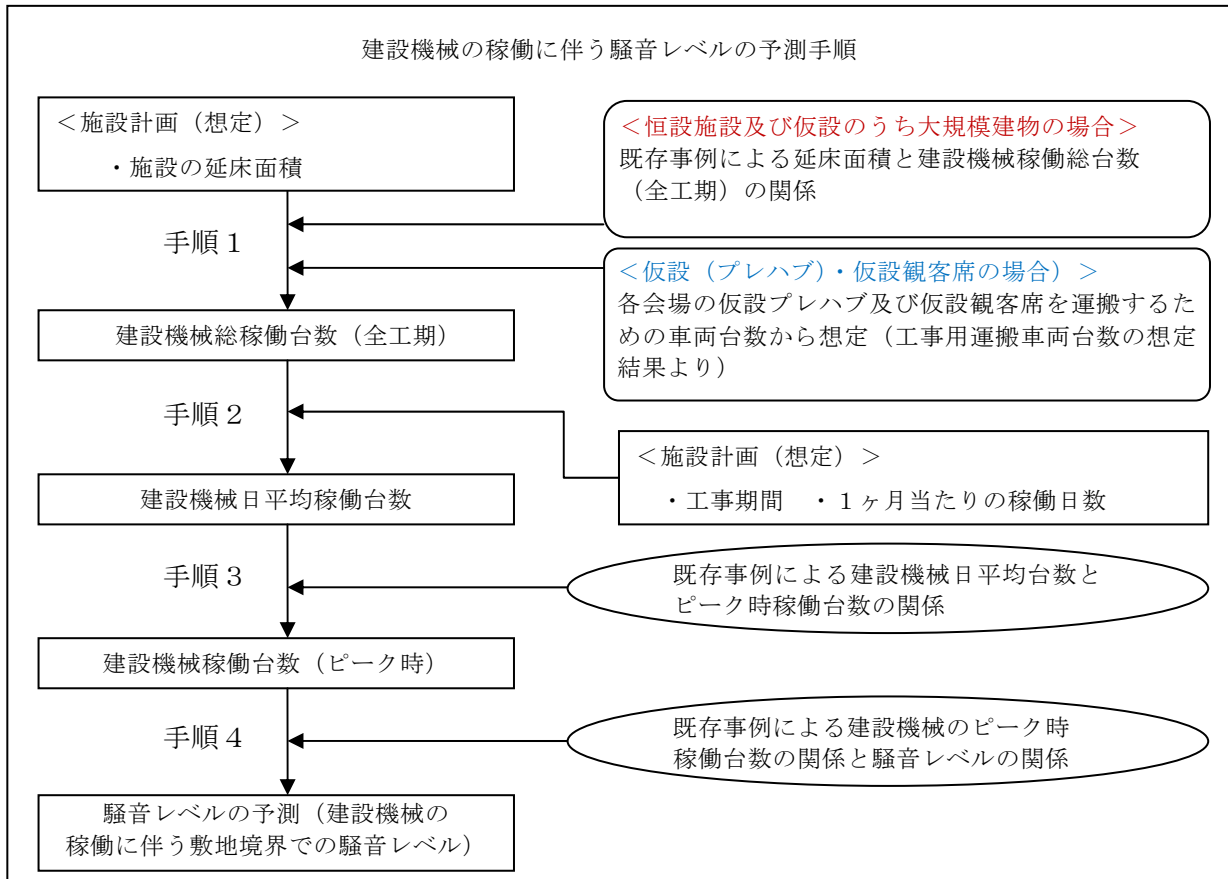 建設機械の稼働に伴う騒音レベルの予測手順
＜施設計画（想定）＞
・施設の延床面積
＜恒設施設及び仮設のうち大規模建物の場合＞
既存事例による延床面積と建設機械稼働総台数
（全工期）の関係
手順１
＜仮設（プレハブ）・仮設観客席の場合）＞
各会場の仮設プレハブ及び仮設観客席を運搬するた
めの車両台数から想定（工事用運搬車両台数の想定
結果より）
建設機械総稼働台数（全工期）
手順２
＜施設計画（想定）＞
・工事期間　・１ヶ月当たりの稼働日数
建設機械日平均稼働台数
手順３
既存事例による建設機械日平均台数と
ピーク時稼働台数の関係
建設機械稼働台数（ピーク時）
手順４
既存事例による建設機械のピーク時
稼働台数の関係と騒音レベルの関係
騒音レベルの予測（建設機械の
稼働に伴う敷地境界での騒音レベル）